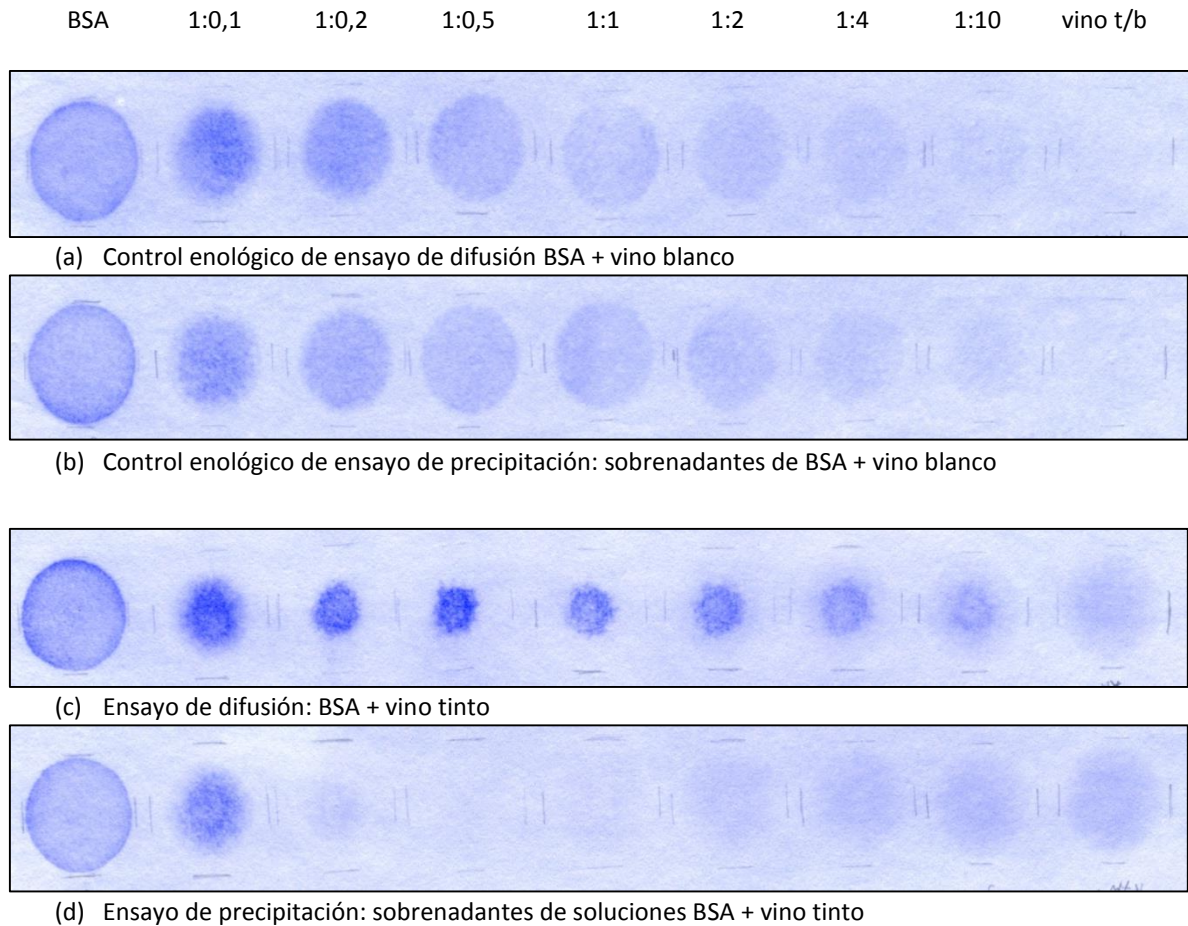 BSA 1:0,1 1:0,2 1:0,5 1:1 1:2 1:4 1:10 vino t/b
(a) Control enológico de ensayo de difusión BSA + vino blanco
(b) Control enológico de ensayo de precipitación: sobrenadantes de BSA + vino blanco
(c) Ensayo de difusión: BSA + vino tinto
(d) Ensayo de precipitación: sobrenadantes de soluciones BSA + vino tinto